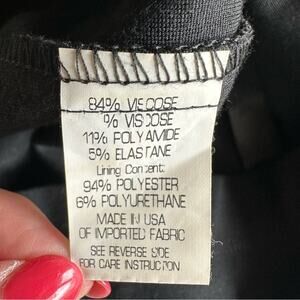 84% VISCOSE
% VISCOSE
11% POLYAMIDE
5% ELASTANE
Lining Content:
94% POLYESTER
6% POLYURETHANE
MADE IN USA
OF IMPORTED FABRIC
SEE REVERSE SIDE
FOR CARE INSTRUCTION